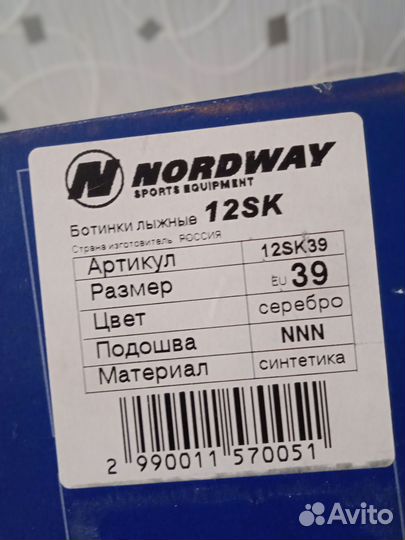 NORDWAY
SPORTS EQUIPMENT
Ботинки лыжные 12SK
Страна изготовитель РОССИЯ
Артикул 12SK39
Размер EU 39
Цвет серебро
Подошва NNN
Материал синтетика
2 990011 570051
Avito